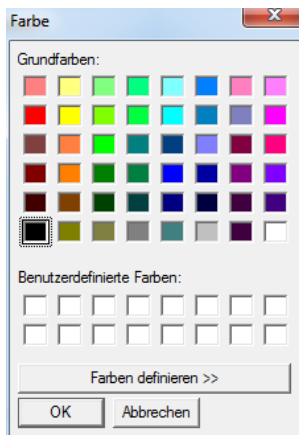 Farbe
Grundfarben:
Benutzerdefinierte Farben:
Farben definieren >>
OK
Abbrechen